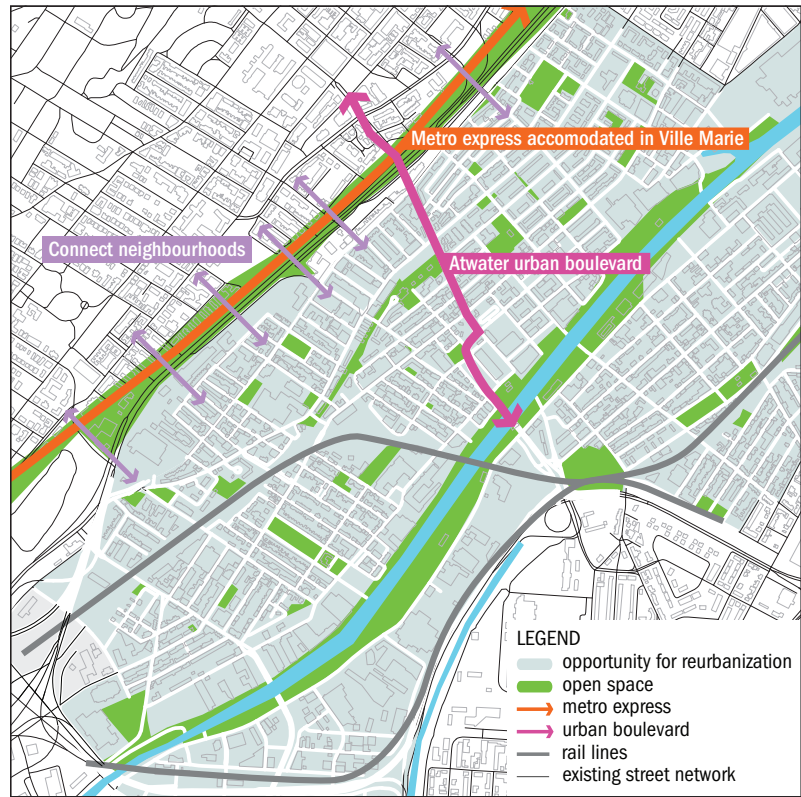 Metro express accomodated in Ville Marie
Connect neighbourhoods
Atwater urban boulevard
LEGEND
opportunity for reurbanization
open space
metro express
urban boulevard
rail lines
existing street network